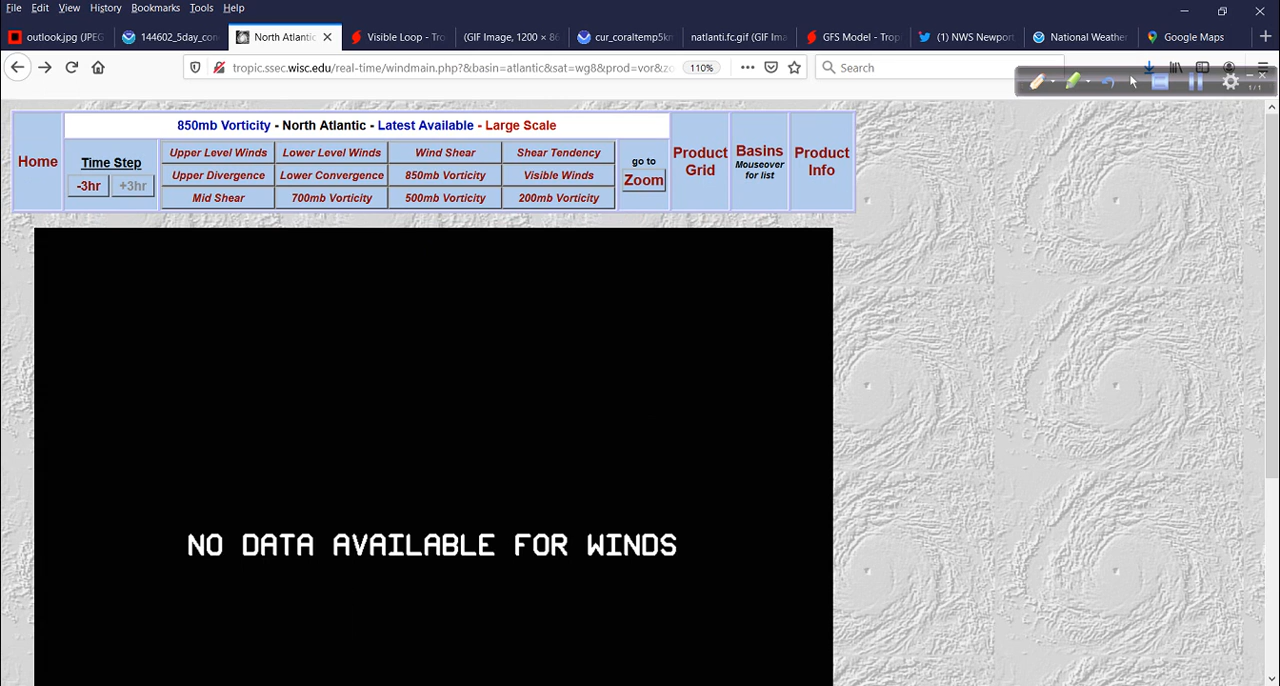 File Edit View History Bookmarks Tools Help
outlook.jpg (JPEG 144602_5day_con North Atlantic Visible Loop - Tro (GIF Image, 1200 × 86 cur_coraltemp5km natlanti.fc.gif (GIF Ima GFS Model - Tropi (1) NWS Newport, National Weather Google Maps
tropic.ssec.wisc.edu/real-time/windmain.php?&basin=atlantic&sat=wg8&prod=vor&zo 110% Search
1 / 1
850mb Vorticity - North Atlantic - Latest Available - Large Scale
Home
Time Step
-3hr +3hr
Upper Level Winds Lower Level Winds Wind Shear Shear Tendency
Upper Divergence Lower Convergence 850mb Vorticity Visible Winds
Mid Shear 700mb Vorticity 500mb Vorticity 200mb Vorticity
go to
Zoom
Product
Grid
Basins
Mouseover
for list
Product
Info
NO DATA AVAILABLE FOR WINDS